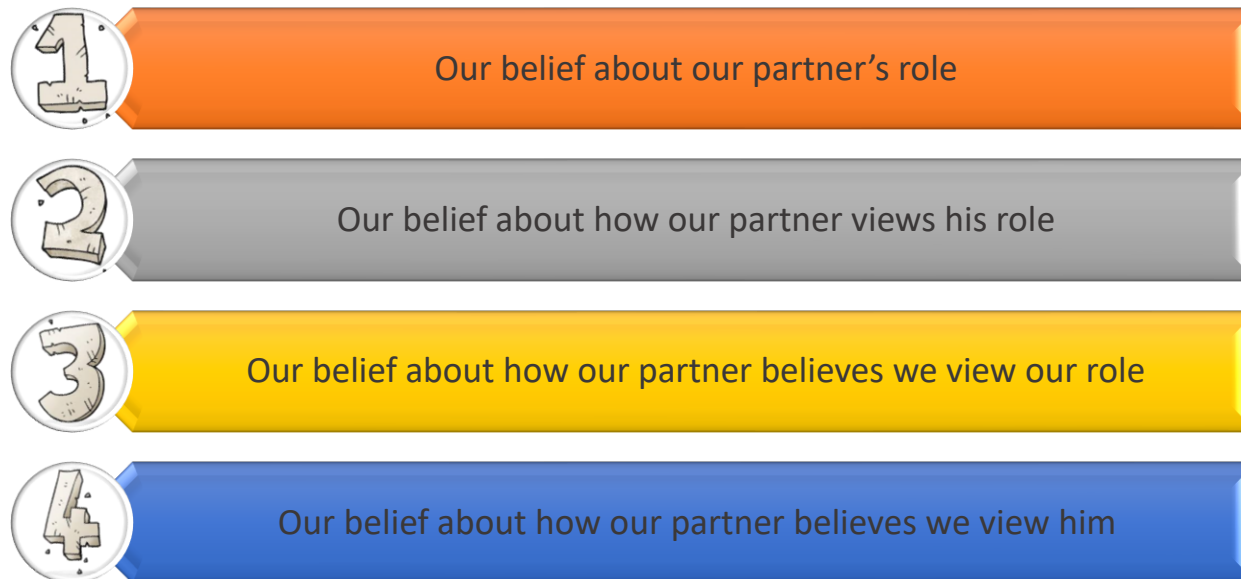 1
Our belief about our partner’s role
2
Our belief about how our partner views his role
3
Our belief about how our partner believes we view our role
4
Our belief about how our partner believes we view him